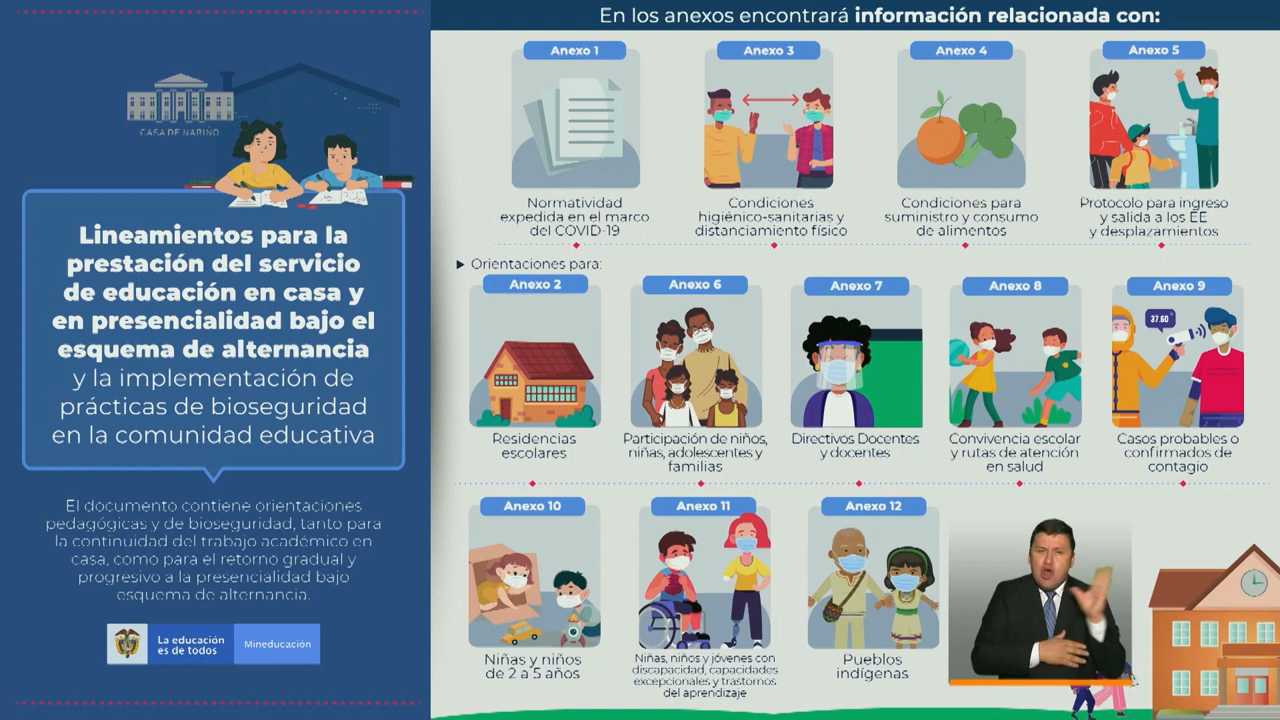 CASA DE NARIÑO
Lineamientos para la
prestación del servicio
de educación en casa y
en presencialidad bajo el
esquema de alternancia
y la implementación de
prácticas de bioseguridad
en la comunidad educativa
El documento contiene orientaciones
pedagógicas y de bioseguridad, tanto para
la continuidad del trabajo académico en
casa, como para el retorno gradual y
progresivo a la presencialidad bajo
esquema de alternancia.
La educación
es de todos
Mineducación
En los anexos encontrará información relacionada con:
Anexo 1
Normatividad
expedida en el marco
del COVID-19
Anexo 3
Condiciones
higiénico-sanitarias y
distanciamiento físico
Anexo 4
Condiciones para
suministro y consumo
de alimentos
Anexo 5
Protocolo para ingreso
y salida a los EE
y desplazamientos
Orientaciones para:
Anexo 2
Residencias
escolares
Anexo 6
Participación de niños,
niñas, adolescentes y
familias
Anexo 7
Directivos Docentes
y docentes
Anexo 8
Convivencia escolar
y rutas de atención
en salud
Anexo 9
37.60°
Casos probables o
confirmados de
contagio
Anexo 10
Niñas y niños
de 2 a 5 años
Anexo 11
Niñas, niños y jóvenes con
discapacidad, capacidades
excepcionales y trastornos
del aprendizaje
Anexo 12
Pueblos
indígenas